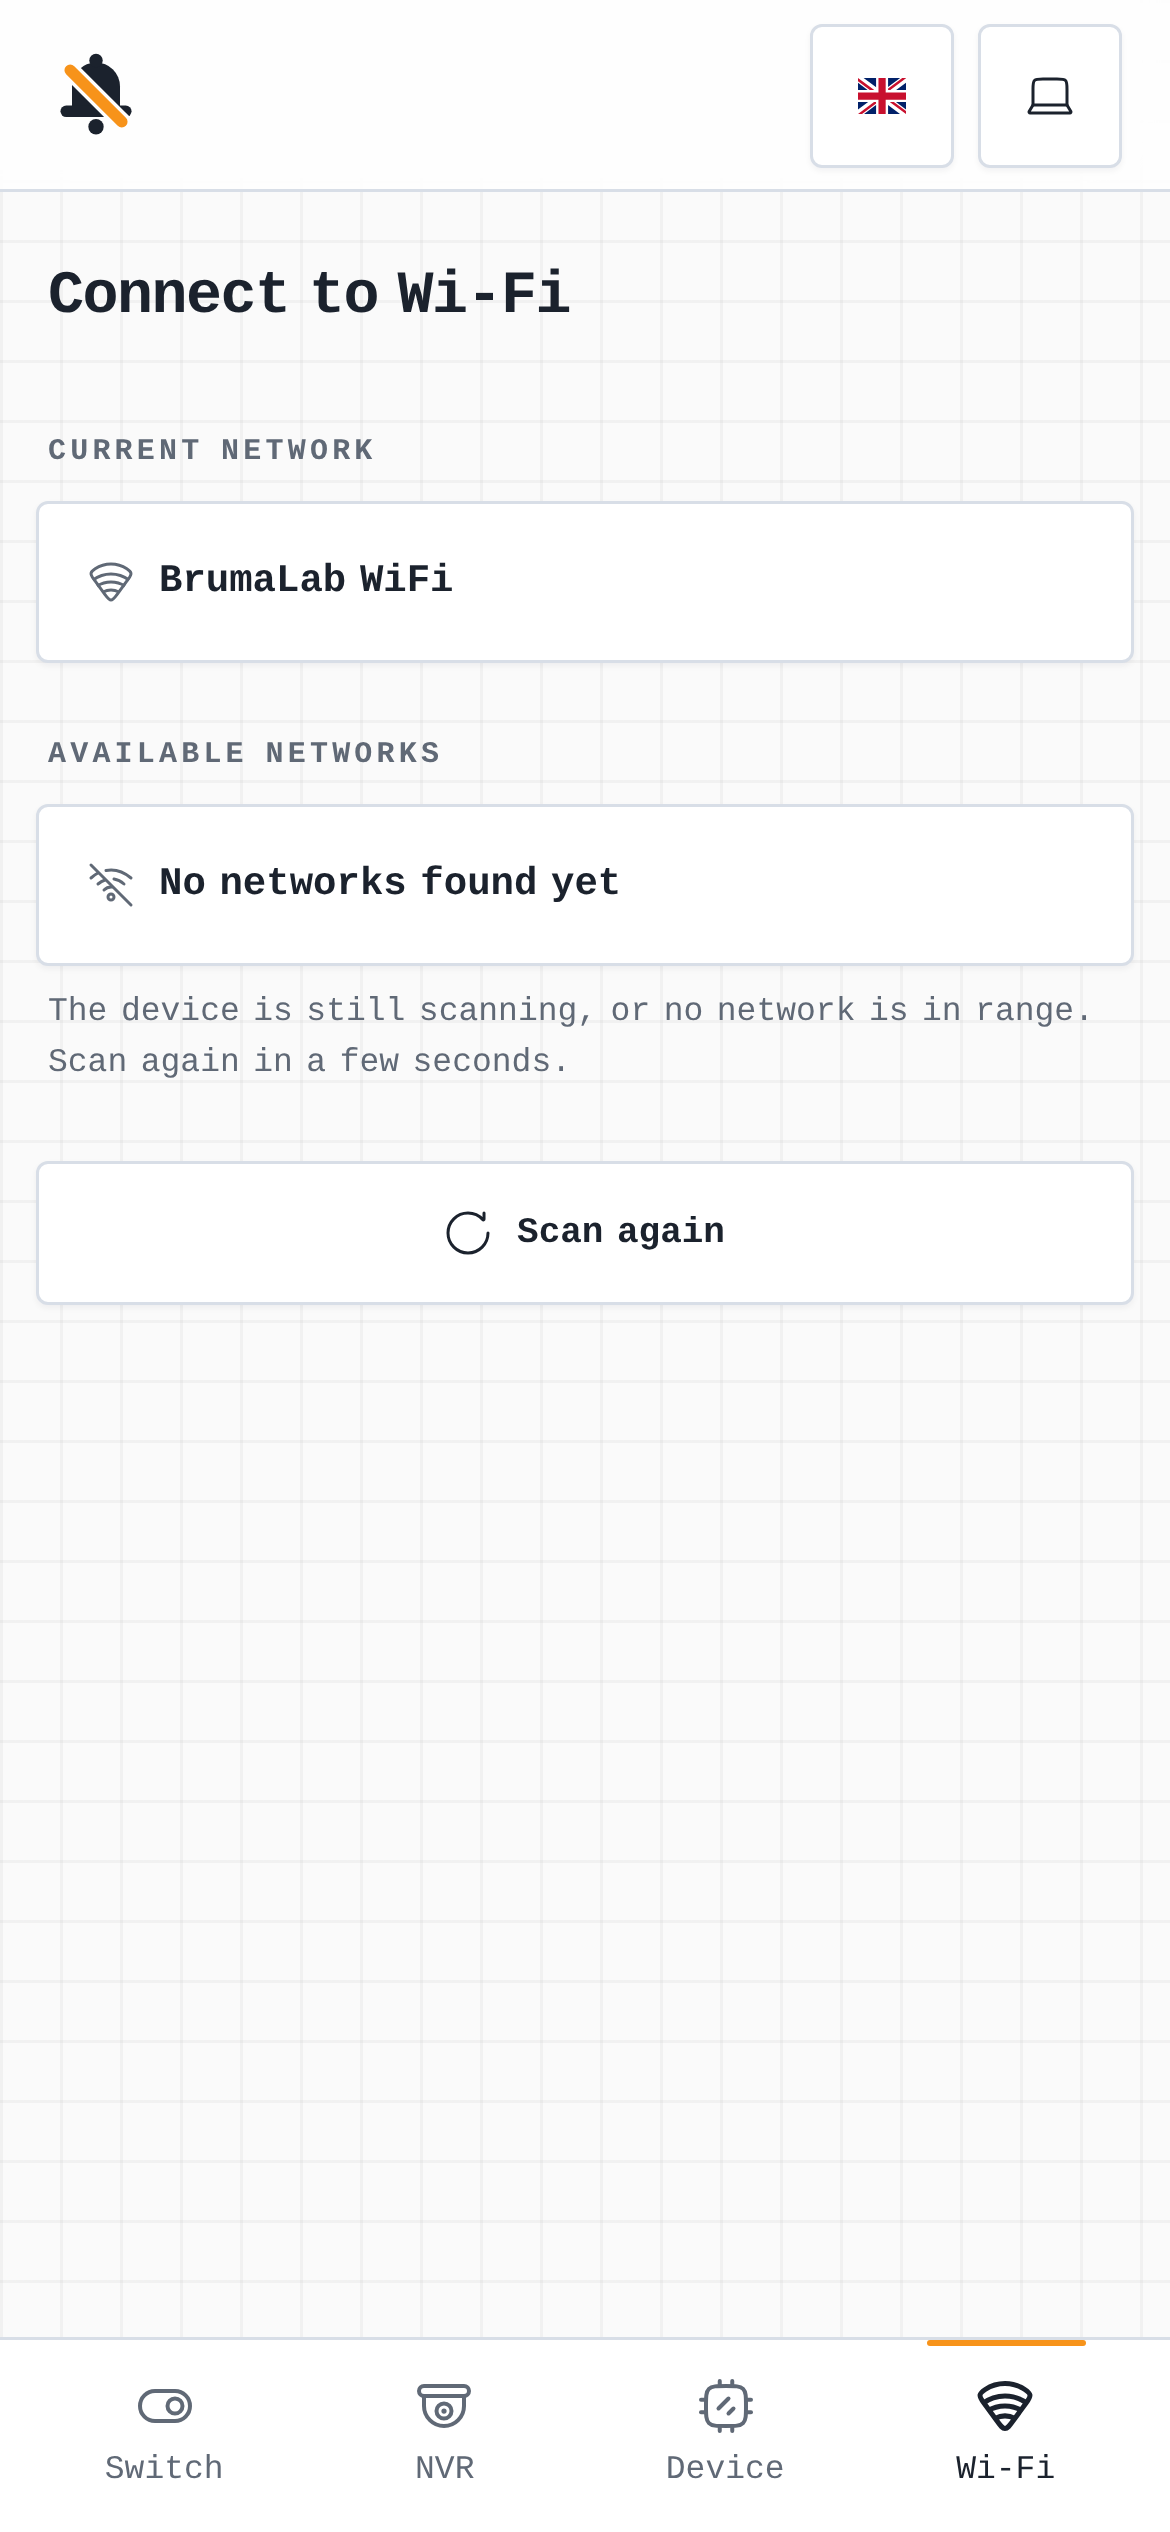 Connect to Wi-Fi
CURRENT NETWORK
BrumaLab WiFi
AVAILABLE NETWORKS
No networks found yet
The device is still scanning, or no network is in range.
Scan again in a few seconds.
Scan again
Switch
NVR
Device
Wi-Fi